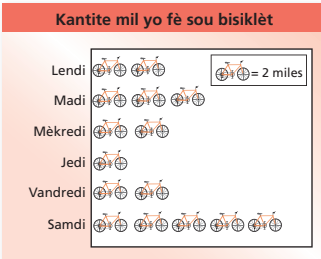 Kantite mil yo fè sou bisiklèt
= 2 miles
Lendi
Madi
Mèkredi
Jedi
Vandredi
Samdi